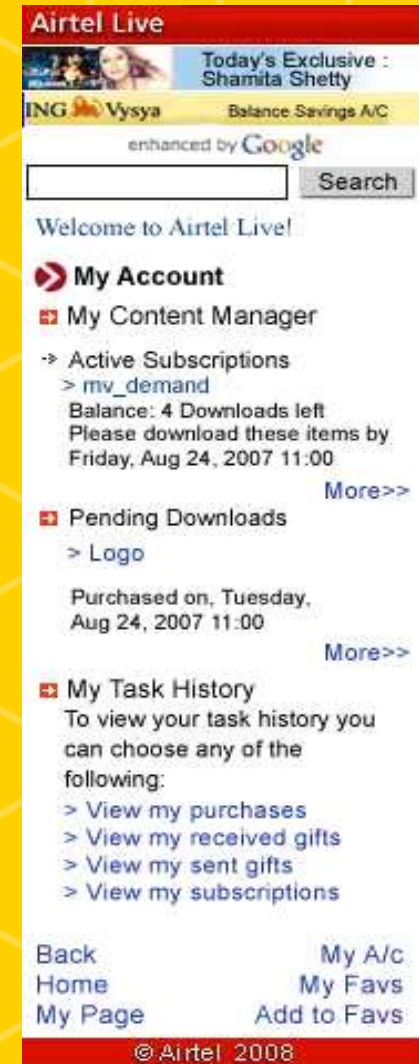 Airtel Live
Today's Exclusive :
Shamita Shetty
ING Vysya Balance Savings A/C
enhanced by Google
Search
Welcome to Airtel Live!
My Account
My Content Manager
Active Subscriptions
> mv_demand
Balance: 4 Downloads left
Please download these items by
Friday, Aug 24, 2007 11:00
More>>
Pending Downloads
> Logo
Purchased on, Tuesday,
Aug 24, 2007 11:00
More>>
My Task History
To view your task history you
can choose any of the
following:
> View my purchases
> View my received gifts
> View my sent gifts
> View my subscriptions
Back My A/c
Home My Favs
My Page Add to Favs
© Airtel 2008